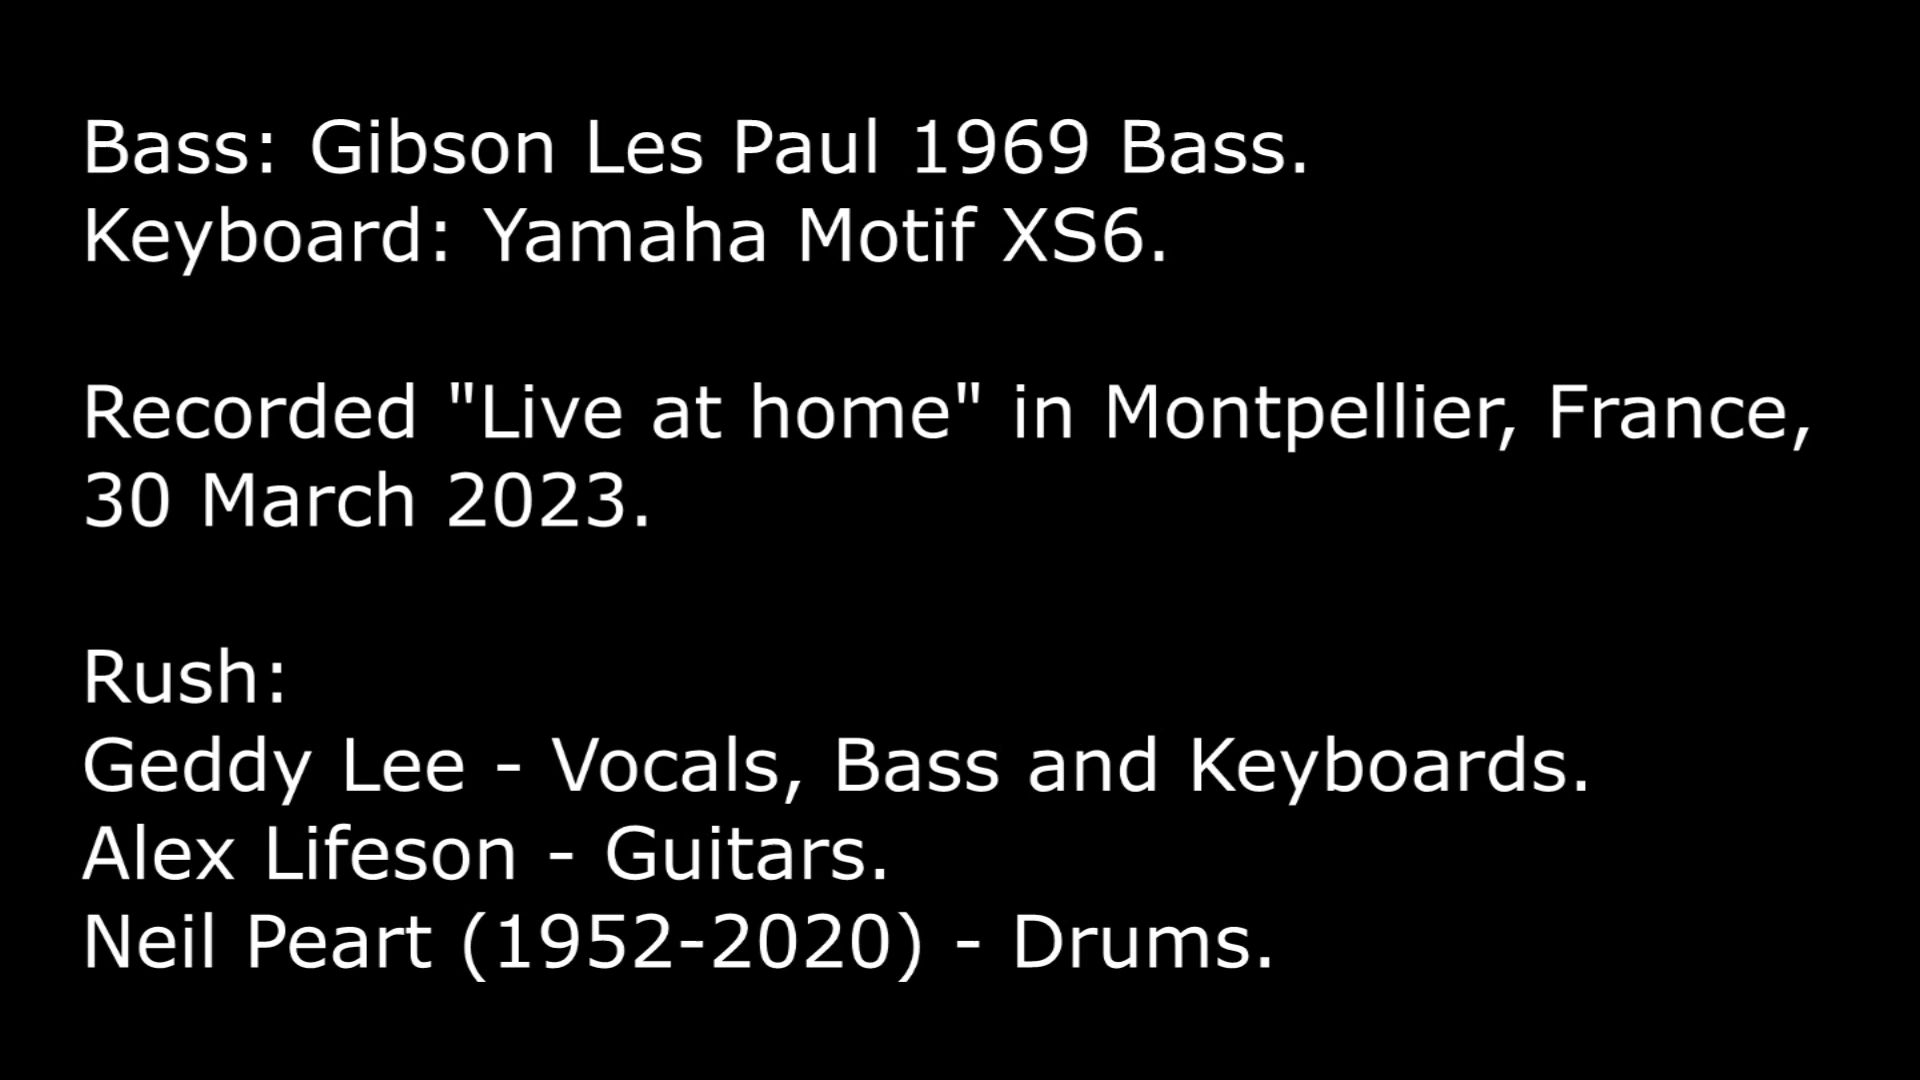 Bass: Gibson Les Paul 1969 Bass.
Keyboard: Yamaha Motif XS6.
Recorded "Live at home" in Montpellier, France,
30 March 2023.
Rush:
Geddy Lee - Vocals, Bass and Keyboards.
Alex Lifeson - Guitars.
Neil Peart (1952-2020) - Drums.